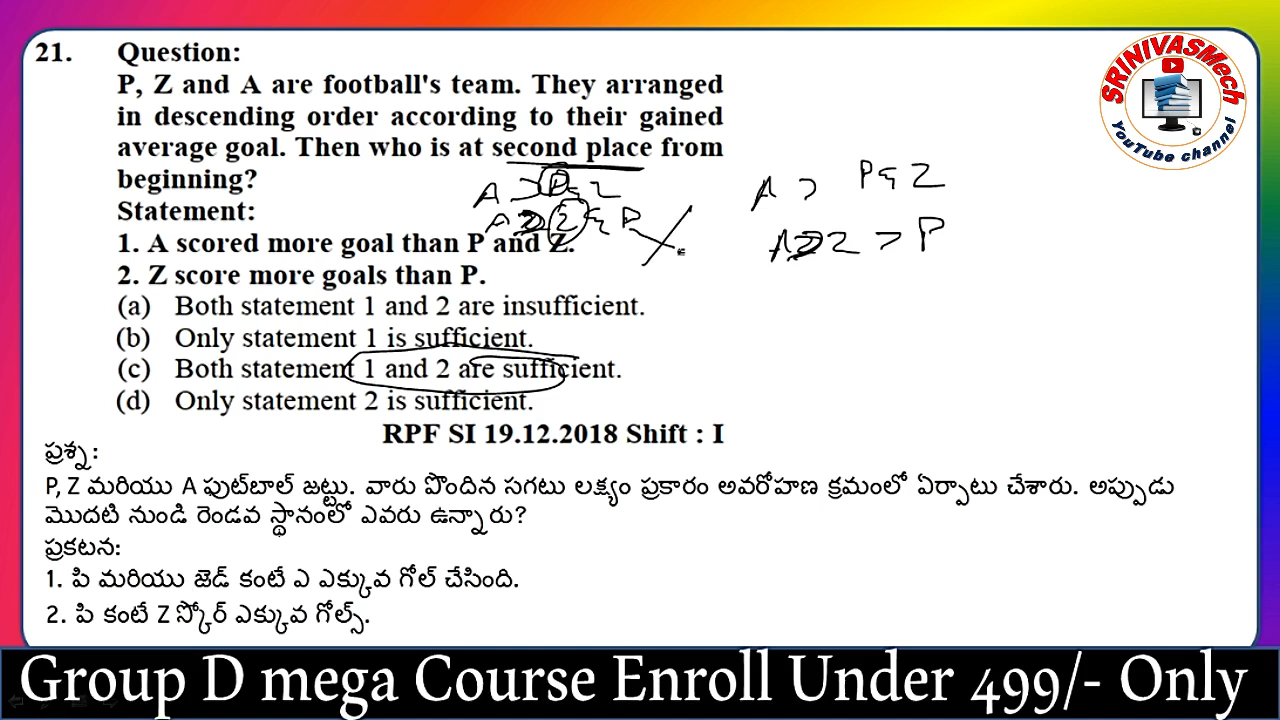 SRINIVASMech
YouTube channel
21. Question:
P, Z and A are football's team. They arranged
in descending order according to their gained
average goal. Then who is at second place from
beginning?
A > P & Z
P & Z
A >
Statement:
A > Z & P
1. A scored more goal than P and Z.
A > Z > P
2. Z score more goals than P.
(a) Both statement 1 and 2 are insufficient.
(b) Only statement 1 is sufficient.
(c) Both statement 1 and 2 are sufficient.
(d) Only statement 2 is sufficient.
RPF SI 19.12.2018 Shift : I
ప్రశ్న:
P, Z మరియు A ఫుట్‌బాల్ జట్టు. వారు పొందిన సగటు లక్ష్యం ప్రకారం అవరోహణ క్రమంలో ఏర్పాటు చేశారు. అప్పుడు
మొదటి నుండి రెండవ స్థానంలో ఎవరు ఉన్నారు?
ప్రకటన:
1. పి మరియు జెడ్ కంటే ఎ ఎక్కువ గోల్ చేసింది.
2. పి కంటే Z స్కోర్ ఎక్కువ గోల్స్.
Group D mega Course Enroll Under 499/- Only